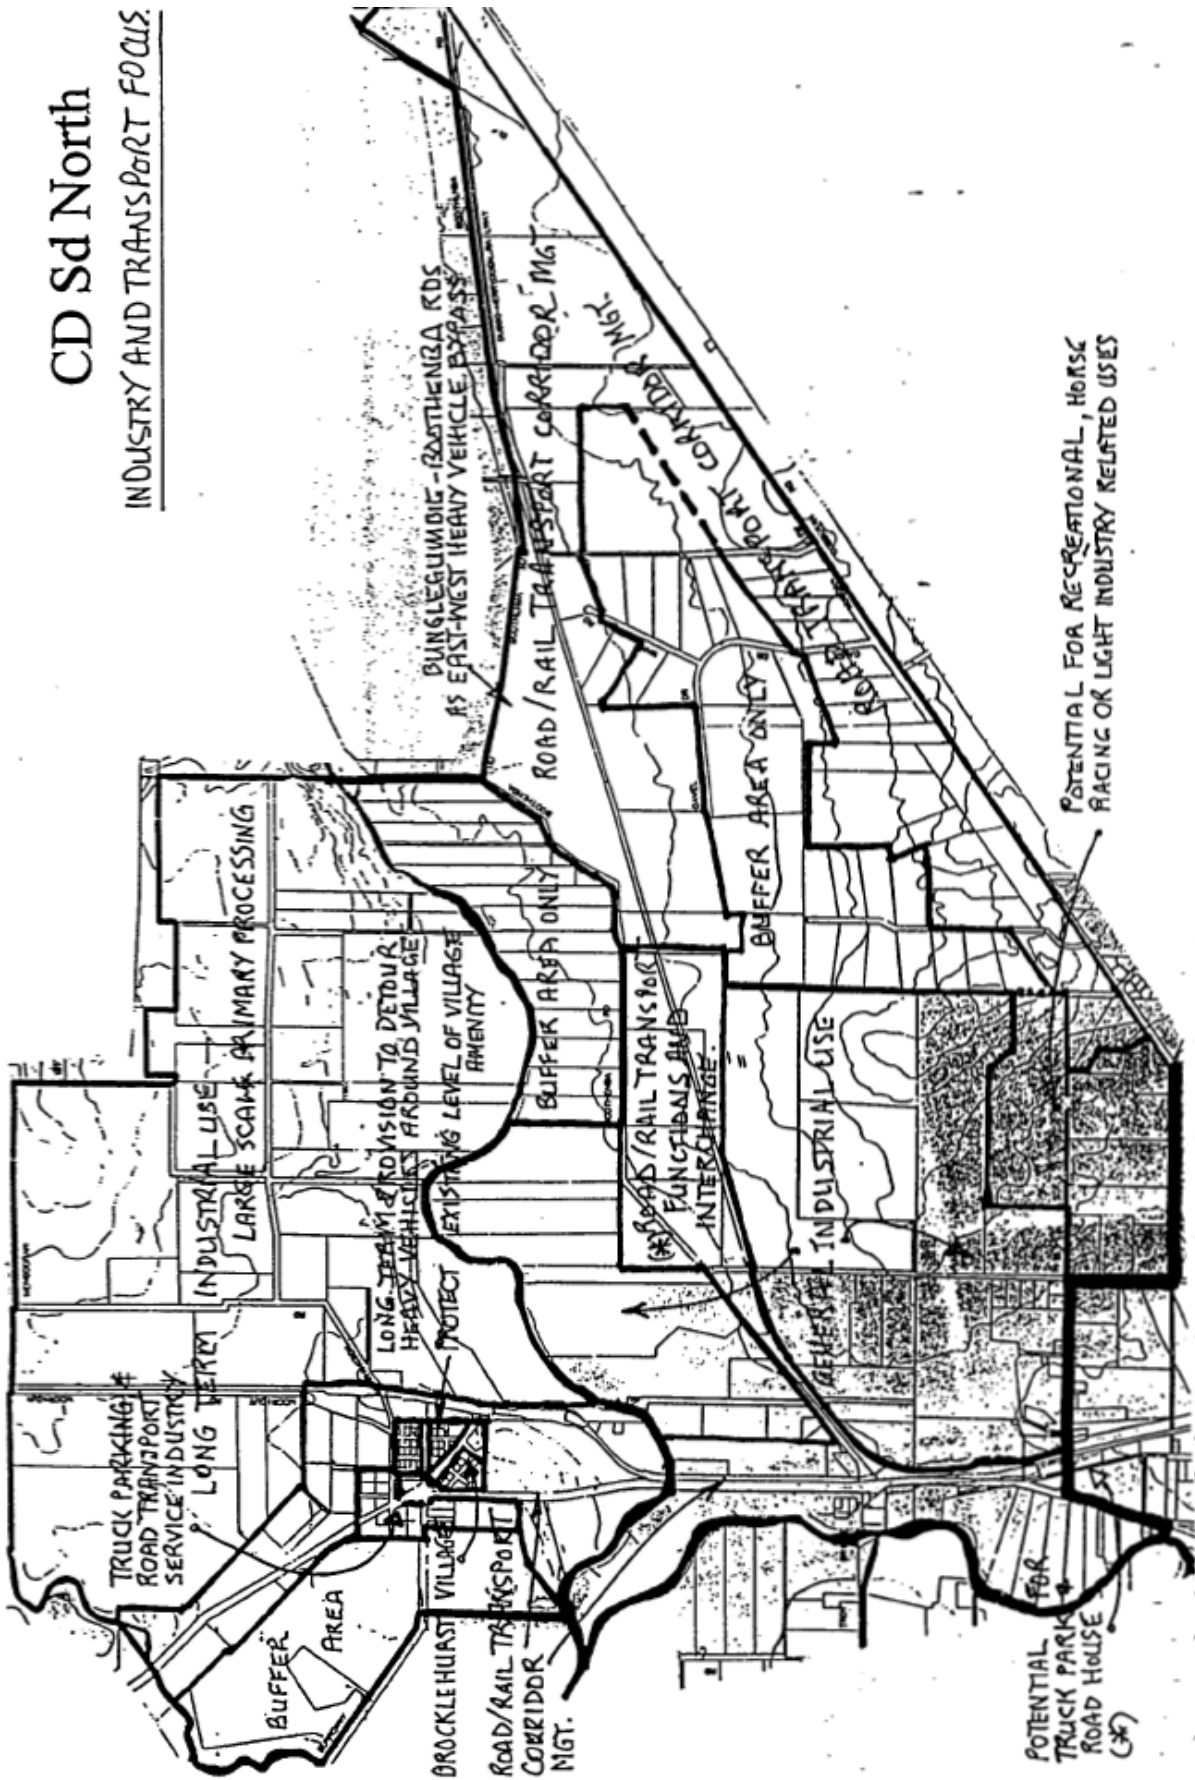 CD Sd North
INDUSTRY AND TRANSPORT FOCUS.
TRUCK PARKING &
ROAD TRANSPORT
SERVICE INDUSTRY
LONG TERM INDUSTRIAL USE
LARGE SCALE PRIMARY PROCESSING
LONG TERM PROVISION TO DETOUR
HEAVY VEHICLES AROUND VILLAGE
PROTECT EXISTING LEVEL OF VILLAGE
AMENITY
BUFFER
AREA
BROCKLEHURST VILLAGE
ROAD/RAIL TRANSPORT
CORRIDOR
MGT.
BUFFER AREA ONLY
BUNGLEGUMBIE-BOOTHENBA RDS
AS EAST-WEST HEAVY VEHICLE BYPASS
ROAD/RAIL TRANSPORT CORRIDOR MGT
(*) ROAD/RAIL TRANSPORT
FUNCTIONS AND
INTERCHANGE.
BUFFER AREA ONLY
ROAD TRANSPORT CORRIDOR MGT.
GENERAL INDUSTRIAL USE
POTENTIAL FOR RECREATIONAL, HORSE
RACING OR LIGHT INDUSTRY RELATED USES
POTENTIAL FOR
TRUCK PARK &
ROAD HOUSE
(*)